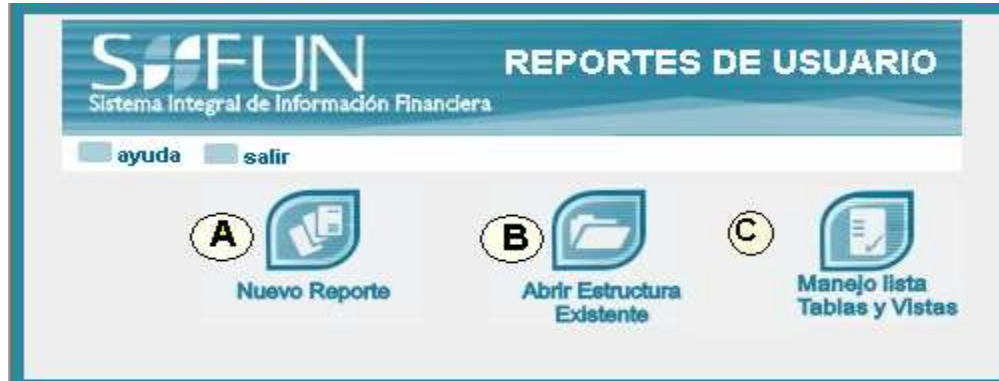 SOFUN
REPORTES DE USUARIO
Sistema Integral de Información Financiera
ayuda salir
A
Nuevo Reporte
B
Abrir Estructura
Existente
C
Manejo lista
Tablas y Vistas